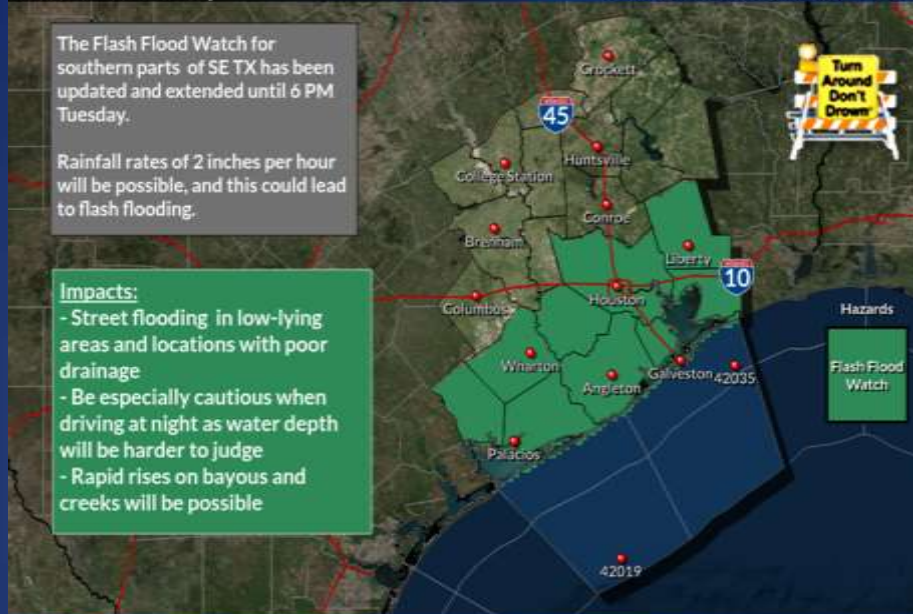 The Flash Flood Watch for
southern parts of SE TX has been
updated and extended until 6 PM
Tuesday.
Rainfall rates of 2 inches per hour
will be possible, and this could lead
to flash flooding.
Impacts:
- Street flooding in low-lying
areas and locations with poor
drainage
- Be especially cautious when
driving at night as water depth
will be harder to judge
- Rapid rises on bayous and
creeks will be possible
Crockett
45
Huntsville
College Station
Conroe
Brenham
Liberty
10
Houston
Columbus
Wharton
Angleton
Galveston
42035
Palacios
42019
Turn
Around
Don't
Drown
Hazards
Flash Flood
Watch